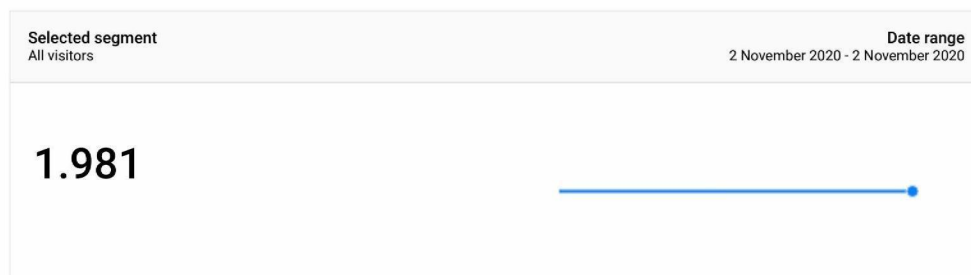 Selected segment
All visitors
Date range
2 November 2020 - 2 November 2020
1.981